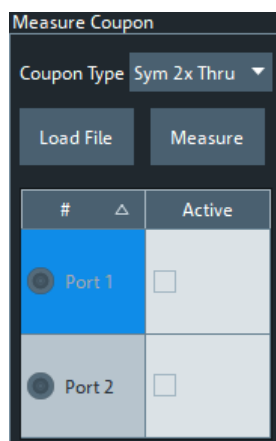 Measure Coupon
Coupon Type Sym 2x Thru
Load File Measure
# Active
Port 1
Port 2